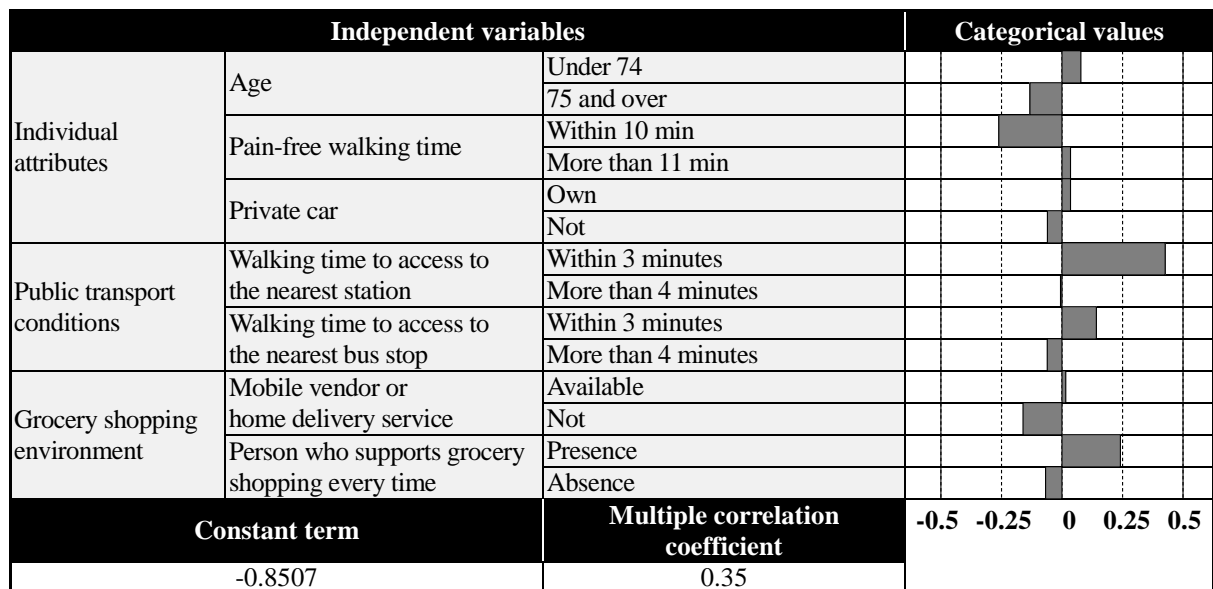 Independent variables
Categorical values
Individual
attributes
Age
Under 74
75 and over
Pain-free walking time
Within 10 min
More than 11 min
Private car
Own
Not
Public transport
conditions
Walking time to access to
the nearest station
Within 3 minutes
More than 4 minutes
Walking time to access to
the nearest bus stop
Within 3 minutes
More than 4 minutes
Grocery shopping
environment
Mobile vendor or
home delivery service
Available
Not
Person who supports grocery
shopping every time
Presence
Absence
Constant term
Multiple correlation
coefficient
-0.5 -0.25 0 0.25 0.5
-0.8507
0.35